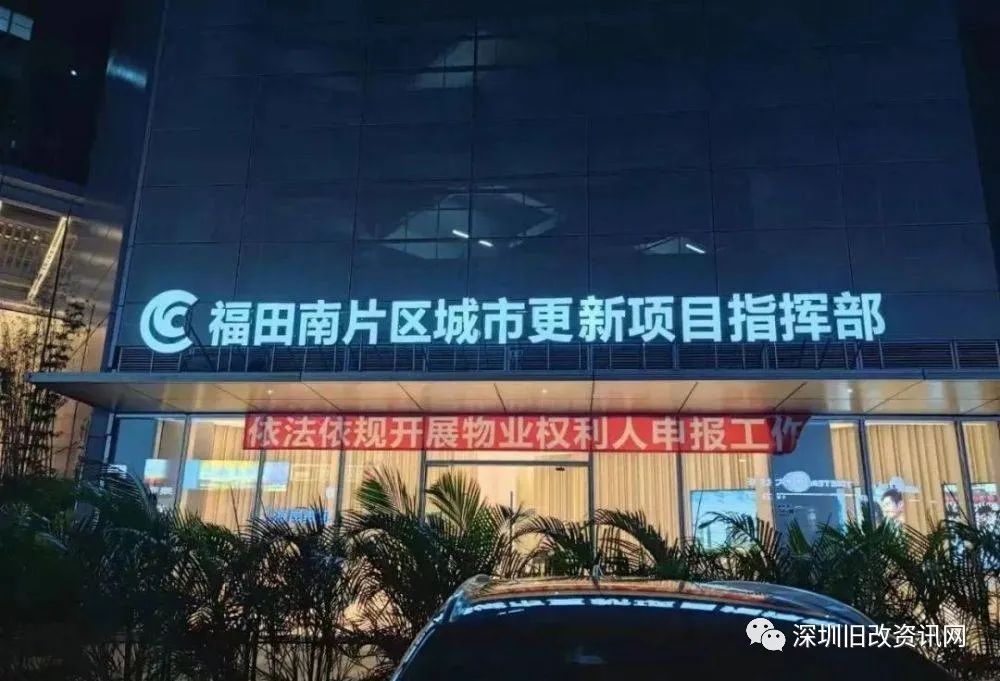 福田南片区城市更新项目指挥部
依法依规开展物业权利人申报工作
深圳旧改资讯网